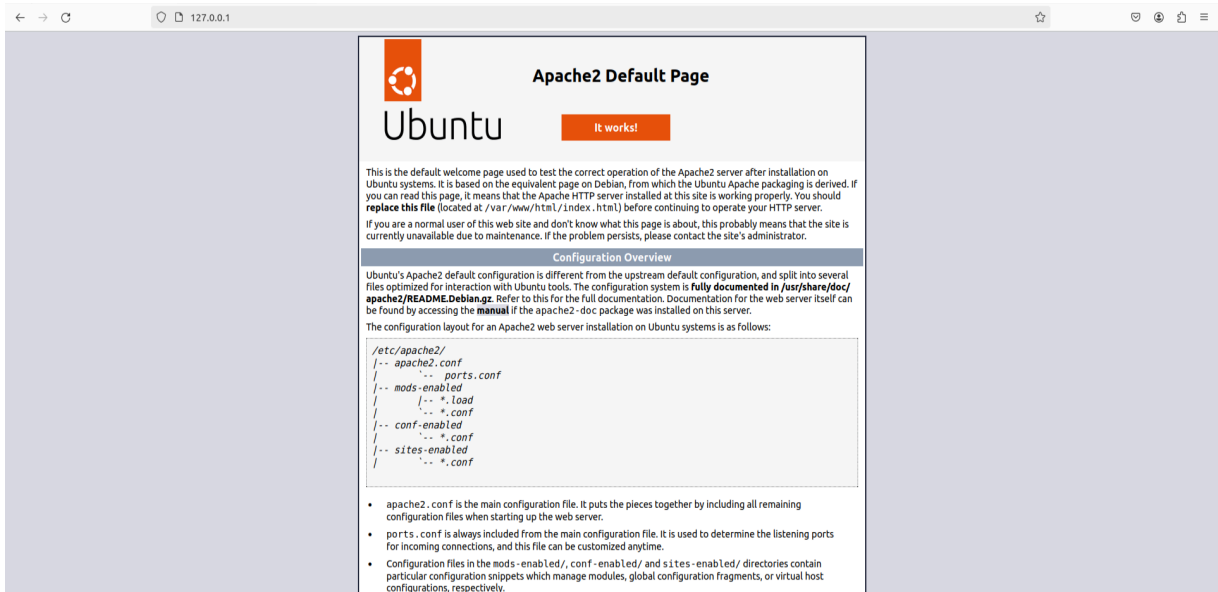 127.0.0.1
Apache2 Default Page
Ubuntu
It works!
This is the default welcome page used to test the correct operation of the Apache2 server after installation on
Ubuntu systems. It is based on the equivalent page on Debian, from which the Ubuntu Apache packaging is derived. If
you can read this page, it means that the Apache HTTP server installed at this site is working properly. You should
replace this file (located at /var/www/html/index.html) before continuing to operate your HTTP server.
If you are a normal user of this web site and don't know what this page is about, this probably means that the site is
currently unavailable due to maintenance. If the problem persists, please contact the site's administrator.
Configuration Overview
Ubuntu's Apache2 default configuration is different from the upstream default configuration, and split into several
files optimized for interaction with Ubuntu tools. The configuration system is fully documented in /usr/share/doc/
apache2/README.Debian.gz. Refer to this for the full documentation. Documentation for the web server itself can
be found by accessing the manual if the apache2-doc package was installed on this server.
The configuration layout for an Apache2 web server installation on Ubuntu systems is as follows:
/etc/apache2/
|-- apache2.conf
|       `--  ports.conf
|-- mods-enabled
|       |-- *.load
|       `-- *.conf
|-- conf-enabled
|       `-- *.conf
|-- sites-enabled
|       `-- *.conf
• apache2.conf is the main configuration file. It puts the pieces together by including all remaining
configuration files when starting up the web server.
• ports.conf is always included from the main configuration file. It is used to determine the listening ports
for incoming connections, and this file can be customized anytime.
• Configuration files in the mods-enabled/, conf-enabled/ and sites-enabled/ directories contain
particular configuration snippets which manage modules, global configuration fragments, or virtual host
configurations, respectively.